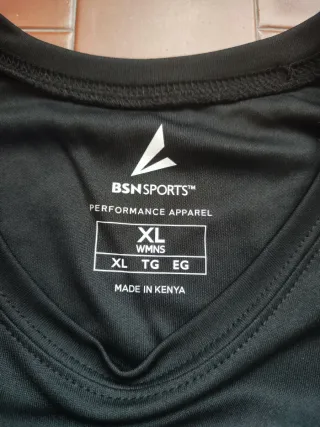 BSNSPORTS™
PERFORMANCE APPAREL
XL
WMNS
XL TG EG
MADE IN KENYA